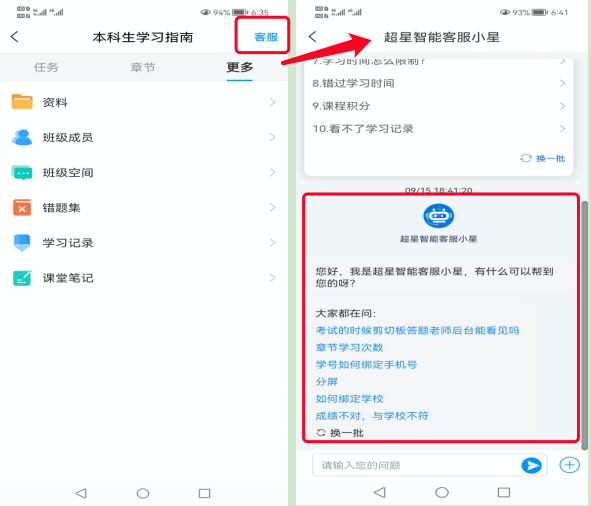 94% 6:35
本科生学习指南
客服
任务
章节
更多
资料
班级成员
班级空间
错题集
学习记录
课堂笔记
93% 6:41
超星智能客服小星
7.学习时间怎么限制?
8.错过学习时间
9.课程积分
10.看不了学习记录
换一批
09/15 18:41:20
超星智能客服小星
您好，我是超星智能客服小星，有什么可以帮到
您的呀?
大家都在问:
考试的时候剪切板答题老师后台能看见吗
章节学习次数
学号如何绑定手机号
分屏
如何绑定学校
成绩不对，与学校不符
换一批
请输入您的问题